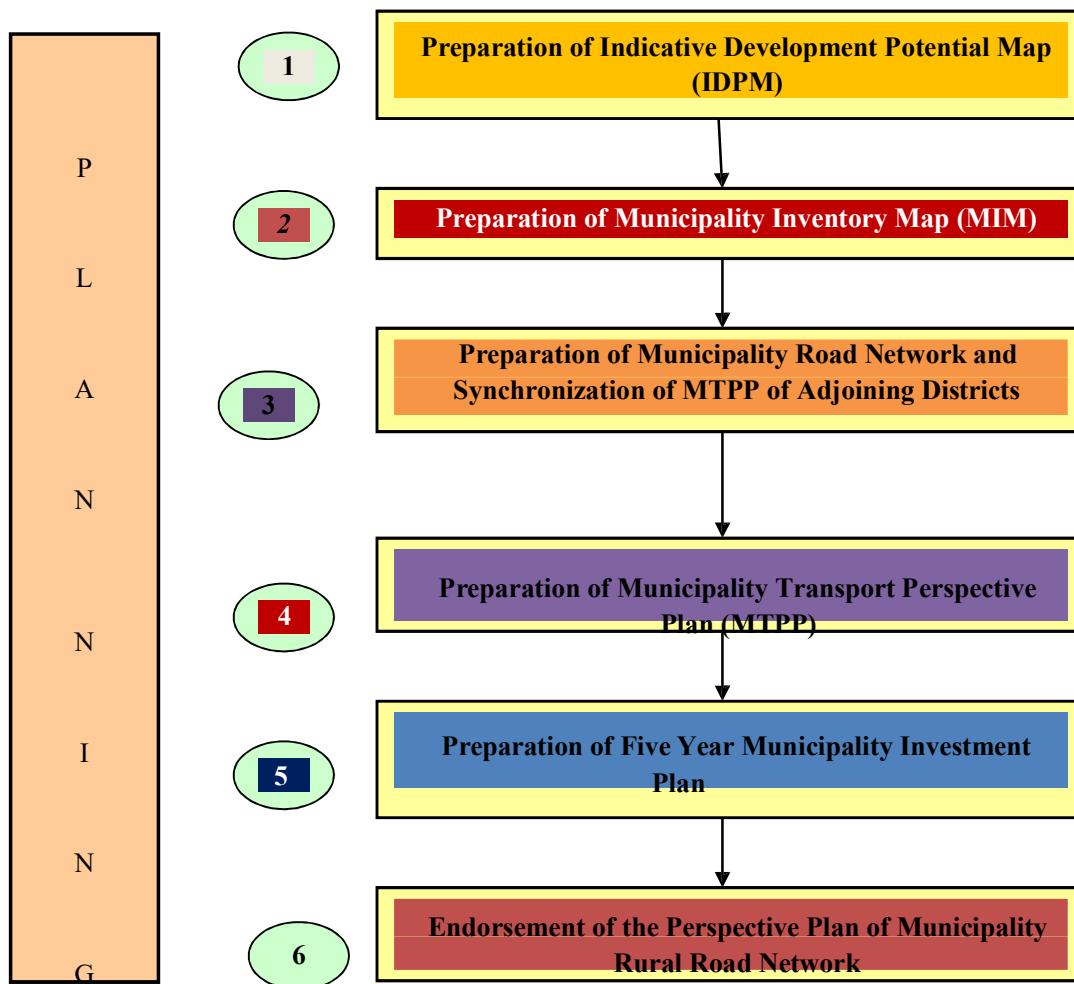 P
L
A
N
N
I
N
G
1
Preparation of Indicative Development Potential Map
(IDPM)
2
Preparation of Municipality Inventory Map (MIM)
3
Preparation of Municipality Road Network and
Synchronization of MTPP of Adjoining Districts
4
Preparation of Municipality Transport Perspective
Plan (MTPP)
5
Preparation of Five Year Municipality Investment
Plan
6
Endorsement of the Perspective Plan of Municipality
Rural Road Network